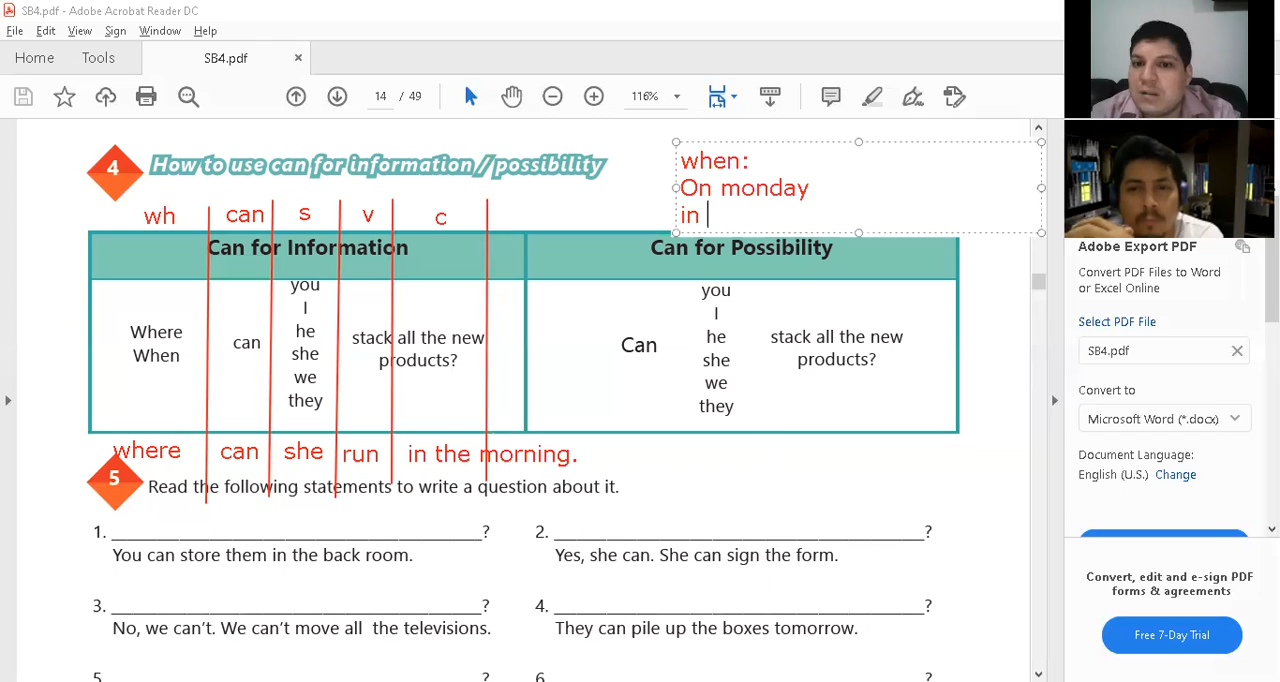 SB4.pdf - Adobe Acrobat Reader DC
File Edit View Sign Window Help
Home Tools SB4.pdf ×
14 / 49 116%
4 How to use can for information / possibility
when:
On monday
in
wh can s v c
Can for Information Can for Possibility
Where
When
can
you
I
he
she
we
they
stack all the new
products?
Can
you
I
he
she
we
they
stack all the new
products?
where can she run in the morning.
5 Read the following statements to write a question about it.
1. ____________________?
You can store them in the back room.
2. ____________________?
Yes, she can. She can sign the form.
3. ____________________?
No, we can't. We can't move all the televisions.
4. ____________________?
They can pile up the boxes tomorrow.
5. ?
6. ?
Adobe Export PDF
Convert PDF Files to Word
or Excel Online
Select PDF File
SB4.pdf
Convert to
Microsoft Word (*.docx)
Document Language:
English (U.S.) Change
Convert, edit and e-sign PDF
forms & agreements
Free 7-Day Trial